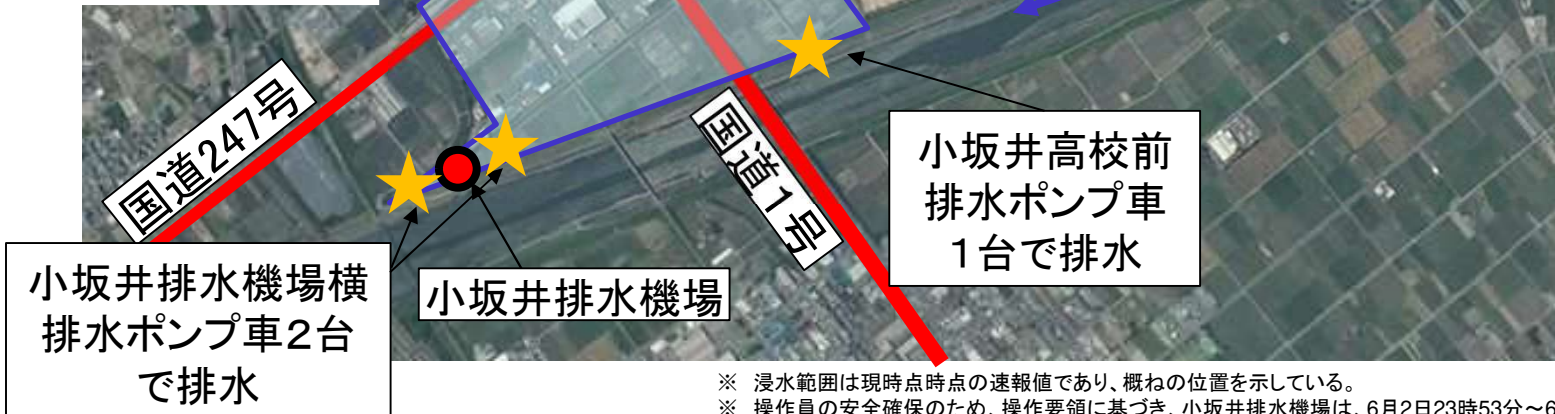 国道247号
国道1号
小坂井高校前
排水ポンプ車
1台で排水
小坂井排水機場横
排水ポンプ車2台
で排水
小坂井排水機場
※ 浸水範囲は現時点時点の速報値であり、概ねの位置を示している。
※ 操作員の安全確保のため、操作要領に基づき、小坂井排水機場は、6月2日23時53分～6